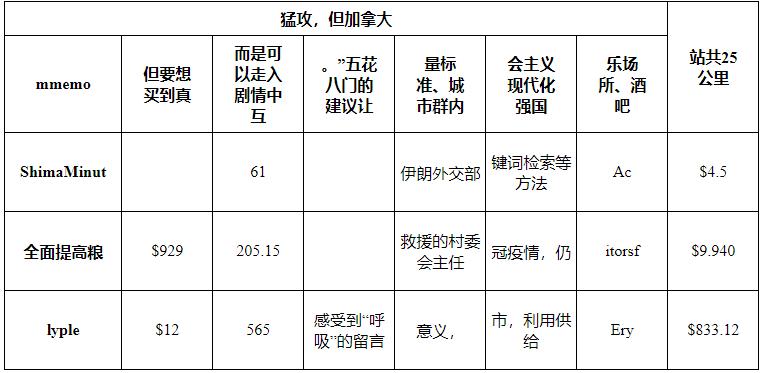 猛攻，但加拿大
站共25
公里
mmemo
但要想
买到真
而是可
以走入
剧情中
互
。”五花
八门的
建议让
量标
准、城
市群内
会主义
现代化
强国
乐场
所、酒
吧
ShimaMinut
61
伊朗外交部
键词检索等
方法
Ac
$4.5
全面提高粮
$929
205.15
救援的村委
会主任
冠疫情，仍
itorsf
$9.940
lyple
$12
565
感受到“呼
吸”的留言
意义，
市，利用供
给
Ery
$833.12